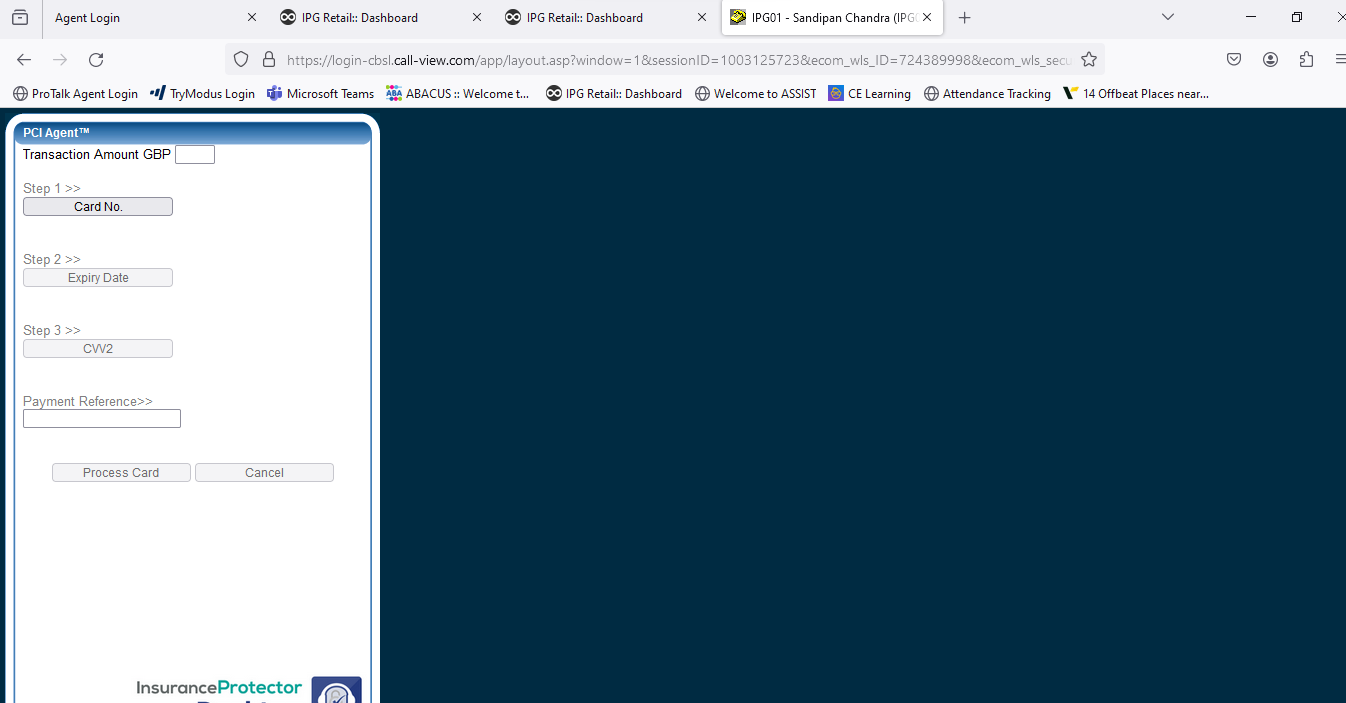 Agent Login
IPG Retail:: Dashboard
IPG Retail:: Dashboard
IPG01 - Sandipan Chandra (IPG
https://login-cbsl.call-view.com/app/layout.asp?window=1&sessionID=1003125723&ecom_wls_ID=724389998&ecom_wls_secu
ProTalk Agent Login
TryModus Login
Microsoft Teams
ABA
ABACUS :: Welcome t...
IPG Retail:: Dashboard
Welcome to ASSIST
CE Learning
Attendance Tracking
14 Offbeat Places near...
PCI Agent™
Transaction Amount GBP
Step 1 >>
Card No.
Step 2 >>
Expiry Date
Step 3 >>
CVV2
Payment Reference>>
Process Card
Cancel
InsuranceProtector